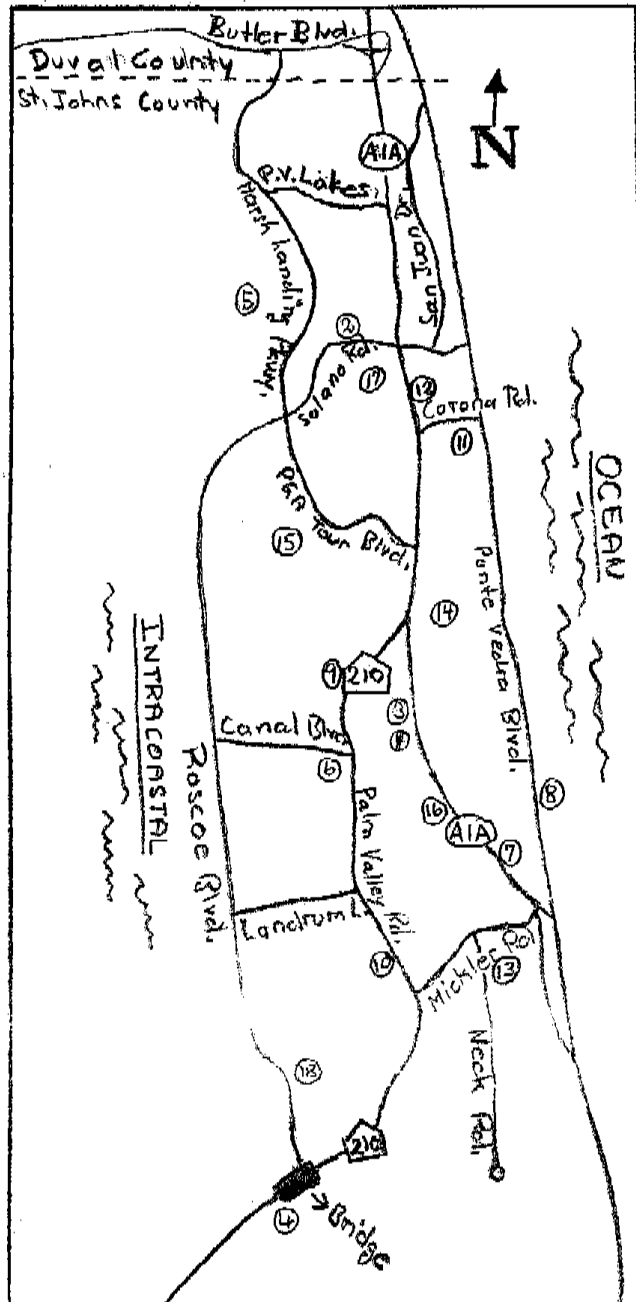 Butler Blvd.
Duval County
St. Johns County
N
A1A
P.V. Lakes.
San Juan Dr.
Marsh Landing Pkwy.
5
2
Solano Rd.
17
12
Corona Rd.
11
OCEAN
PGA Tour Blvd.
15
14
Ponte Vedra Blvd.
INTRACOASTAL
9
210
3
Canal Blvd.
6
Roscoe Blvd.
Palm Valley Rd.
8
16
A1A
7
Landrum L.
10
Mickler Rd.
13
Neck Rd.
18
210
4
Bridge